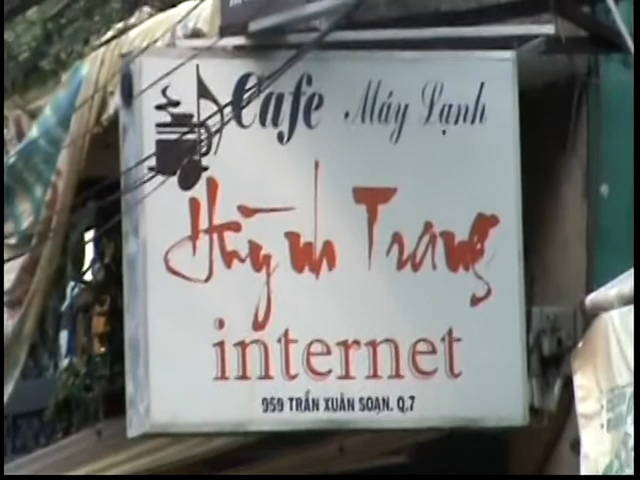 Cafe Máy Lạnh
Huỳnh Trang
internet
959 TRẦN XUÂN SOẠN. Q.7